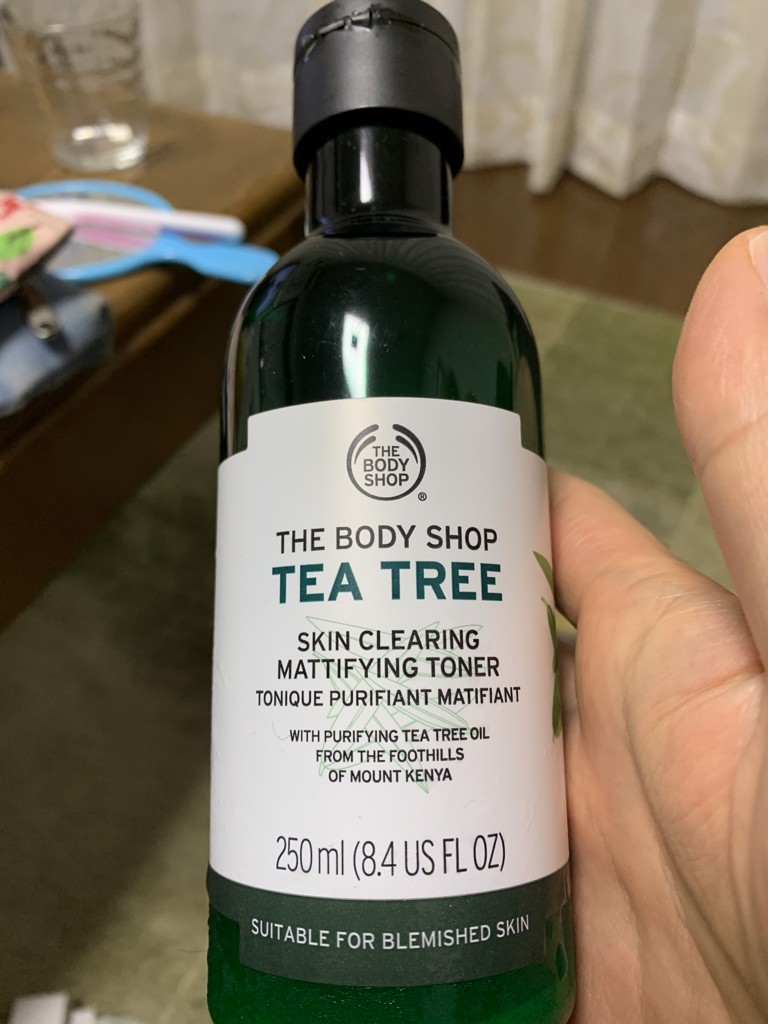 THE
BODY
SHOP
®
THE BODY SHOP
TEA TREE
SKIN CLEARING
MATTIFYING TONER
TONIQUE PURIFIANT MATIFIANT
WITH PURIFYING TEA TREE OIL
FROM THE FOOTHILLS
OF MOUNT KENYA
250 ml (8.4 US FL OZ)
SUITABLE FOR BLEMISHED SKIN